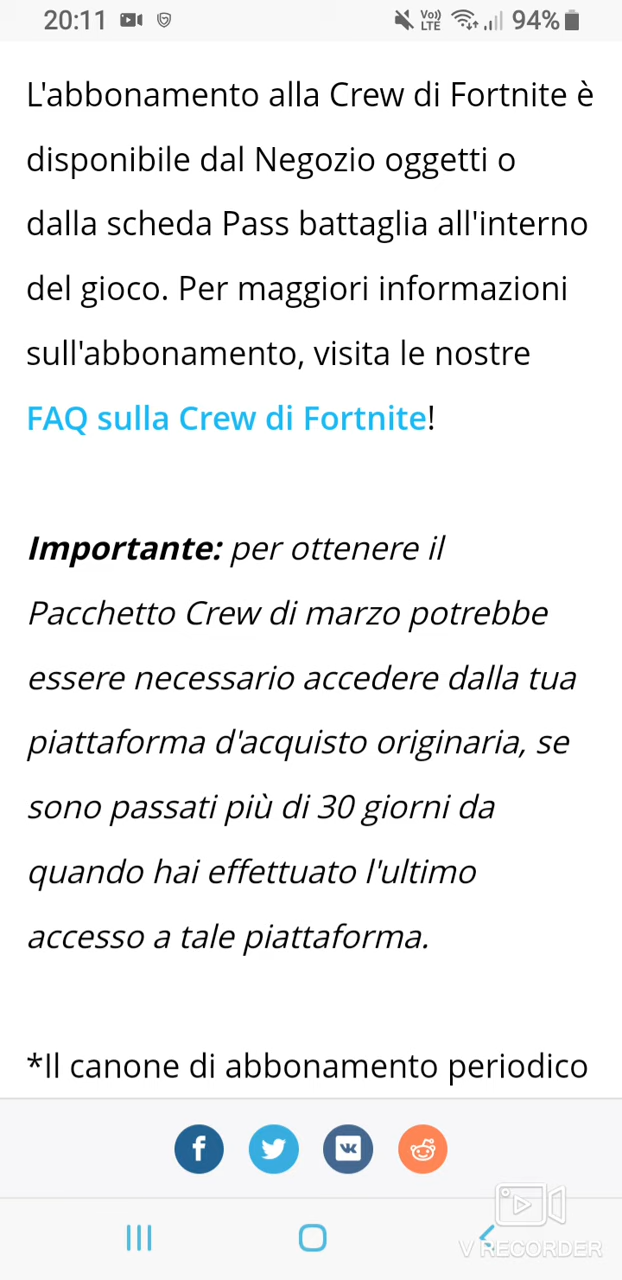 20:11 Vo)) LTE 94%
L'abbonamento alla Crew di Fortnite è
disponibile dal Negozio oggetti o
dalla scheda Pass battaglia all'interno
del gioco. Per maggiori informazioni
sull'abbonamento, visita le nostre
FAQ sulla Crew di Fortnite!
Importante: per ottenere il
Pacchetto Crew di marzo potrebbe
essere necessario accedere dalla tua
piattaforma d'acquisto originaria, se
sono passati più di 30 giorni da
quando hai effettuato l'ultimo
accesso a tale piattaforma.
*Il canone di abbonamento periodico
V RECORDER